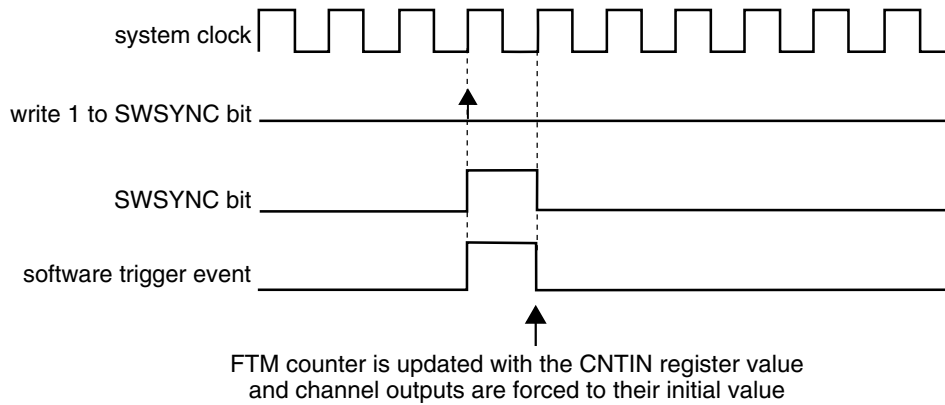 system clock
write 1 to SWSYNC bit
SWSYNC bit
software trigger event
FTM counter is updated with the CNTIN register value
and channel outputs are forced to their initial value